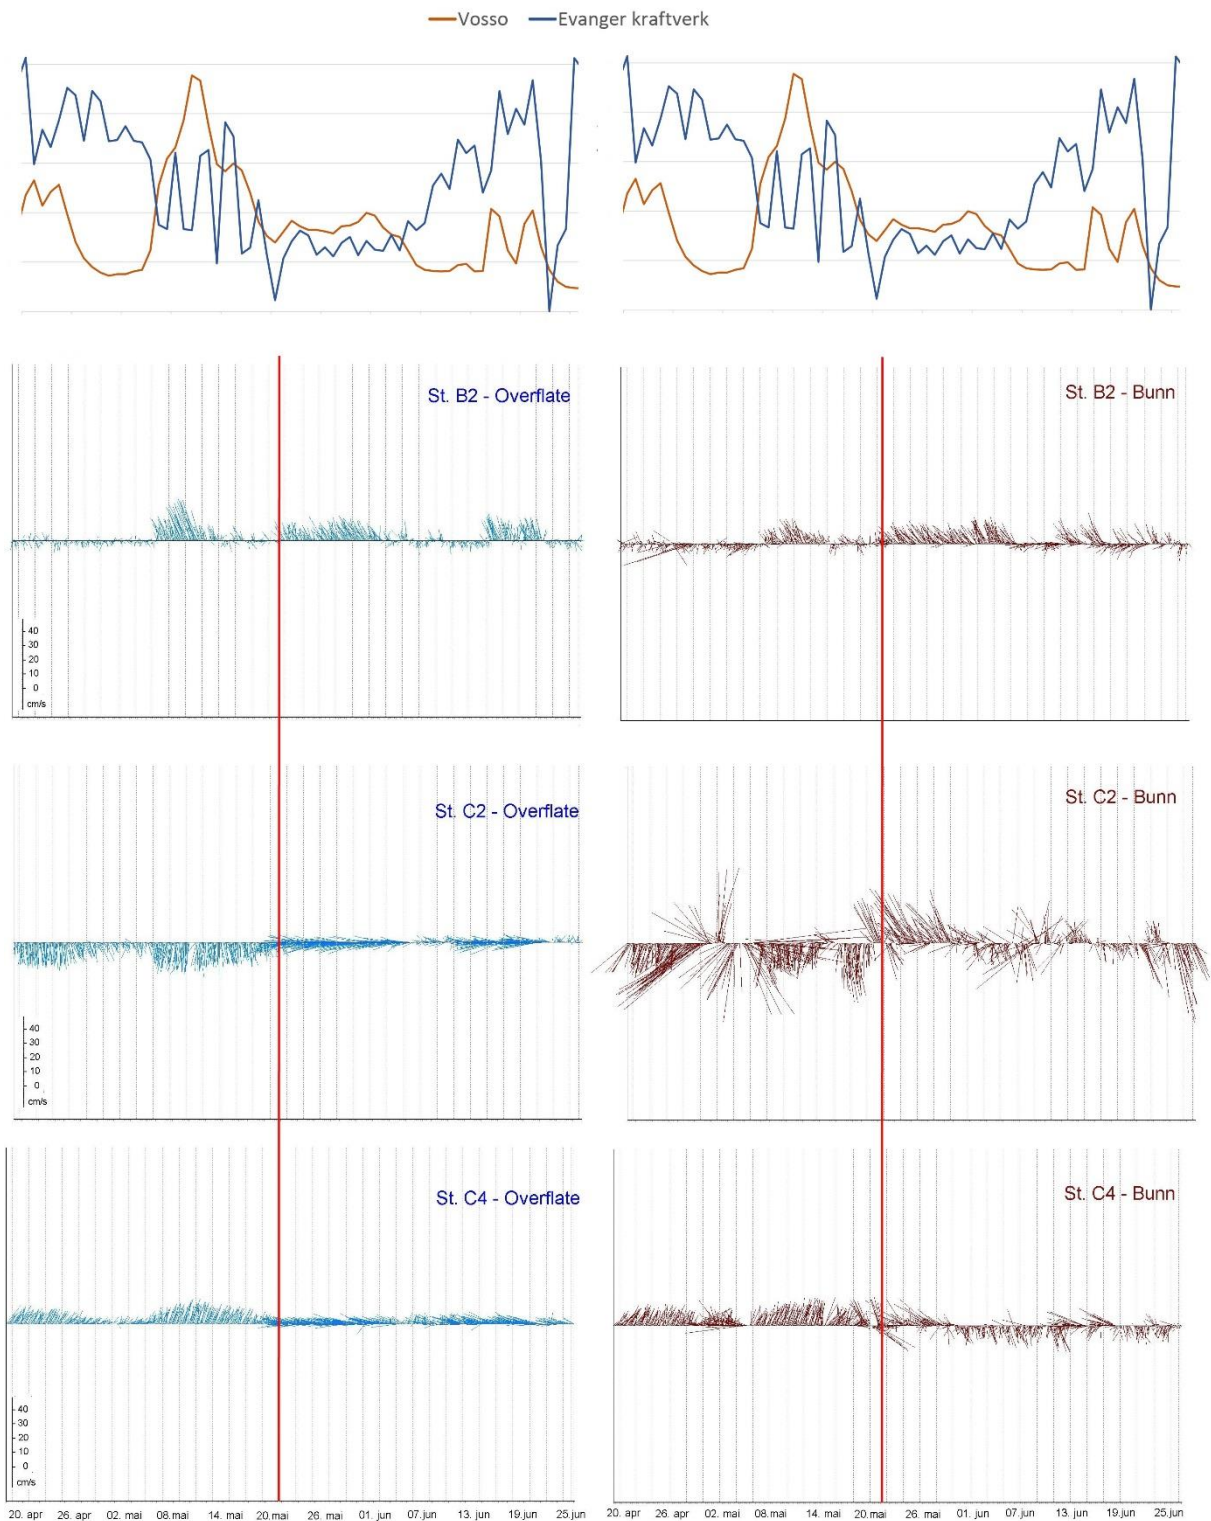 Vosso Evanger kraftverk
St. B2 - Overflate
St. B2 - Bunn
40
30
20
10
0
cm/s
St. C2 - Overflate
St. C2 - Bunn
40
30
20
10
0
cm/s
St. C4 - Overflate
St. C4 - Bunn
40
30
20
10
0
cm/s
20. apr 26. apr 02. mai 08.mai 14. mai 20.mai 26. mai 01. jun 07.jun 13. jun 19.jun 25.jun
20. apr 26. apr 02. mai 08.mai 14. mai 20.mai 26. mai 01. jun 07.jun 13. jun 19.jun 25.jun